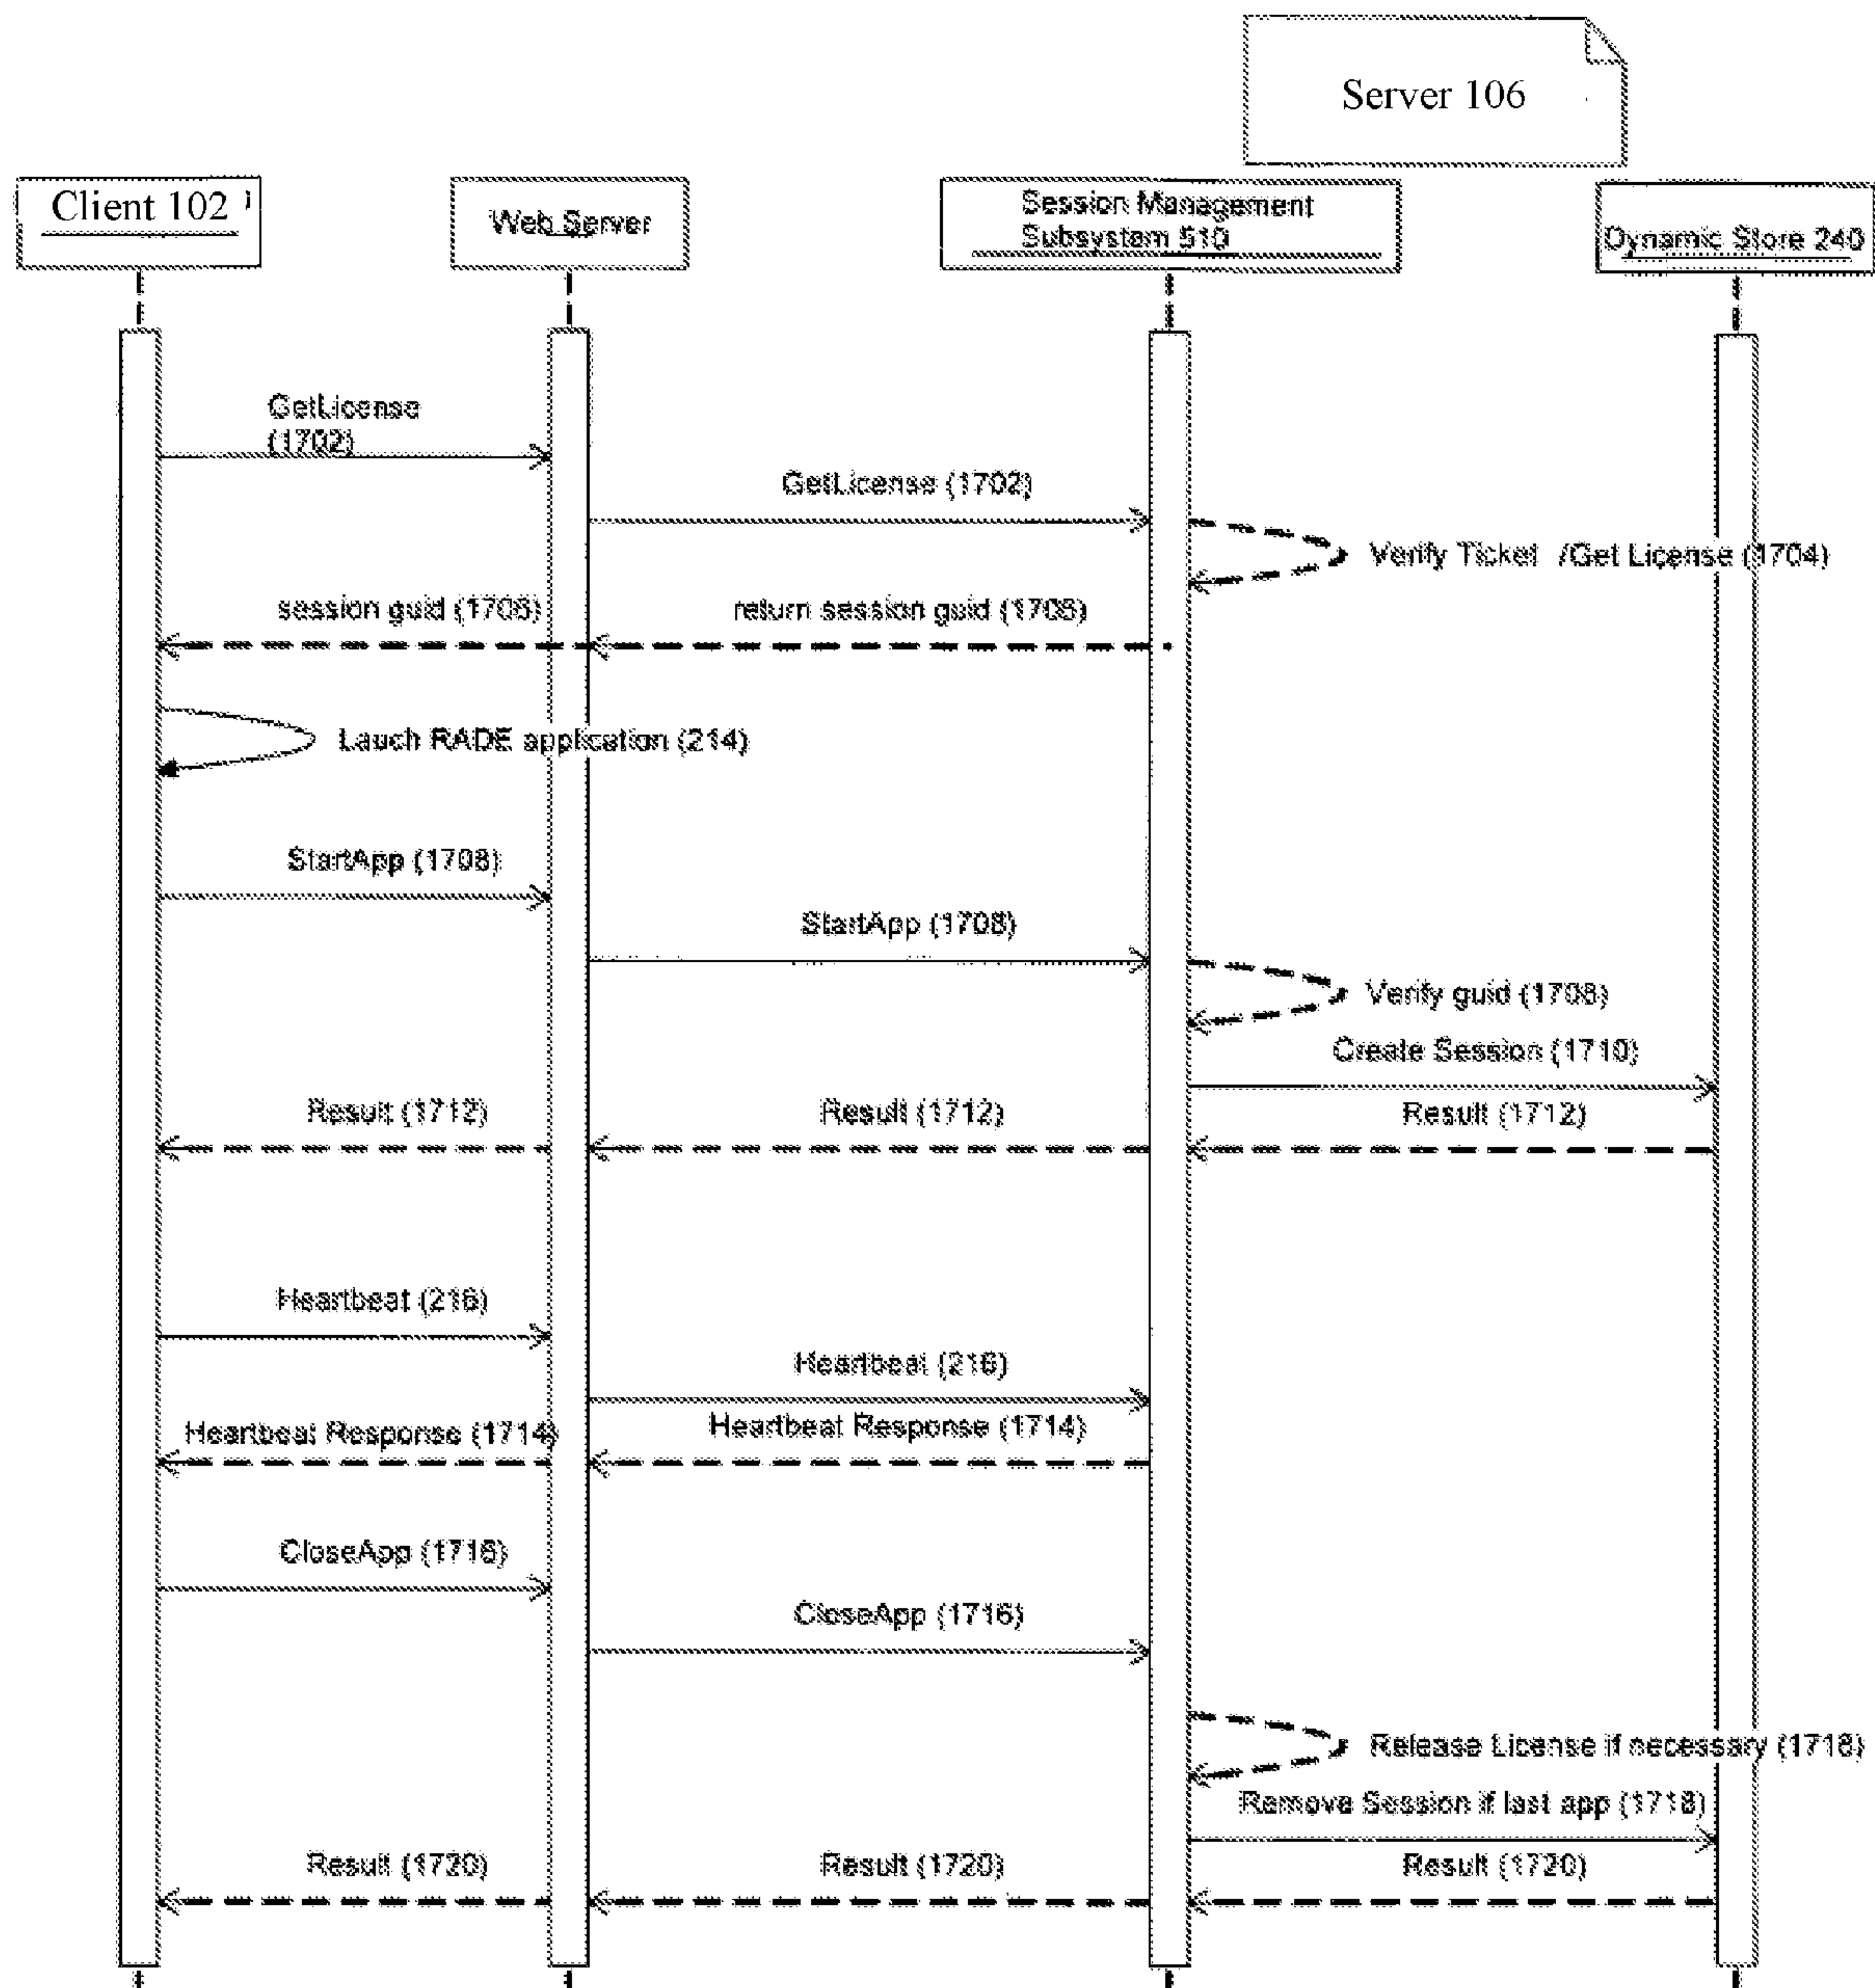 Server 106
Client 102
Web Server
Session Management
Subsystem 510
Dynamic Store 240
GetLicense
(1702)
GetLicense (1702)
Verify Ticket /Get License (1704)
session guid (1706)
return session guid (1706)
Lauch RADE application (214)
StartApp (1708)
StartApp (1708)
Verify guid (1708)
Create Session (1710)
Result (1712)
Result (1712)
Result (1712)
Heartbeat (216)
Heartbeat (216)
Heartbeat Response (1714)
Heartbeat Response (1714)
CloseApp (1716)
CloseApp (1716)
Release License if necessary (1718)
Remove Session if last app (1718)
Result (1720)
Result (1720)
Result (1720)